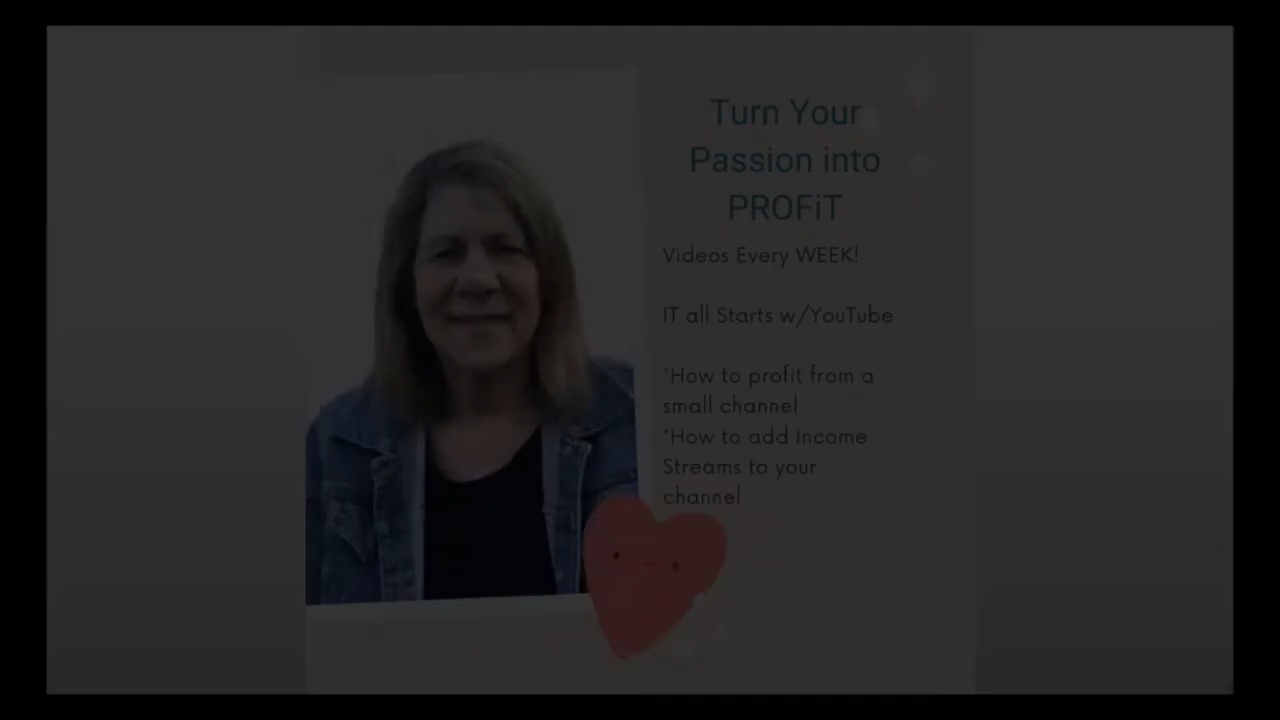 Turn Your
Passion into
PROFiT
Videos Every WEEK!
IT all Starts w/YouTube
*How to profit from a
small channel
*How to add Income
Streams to your
channel